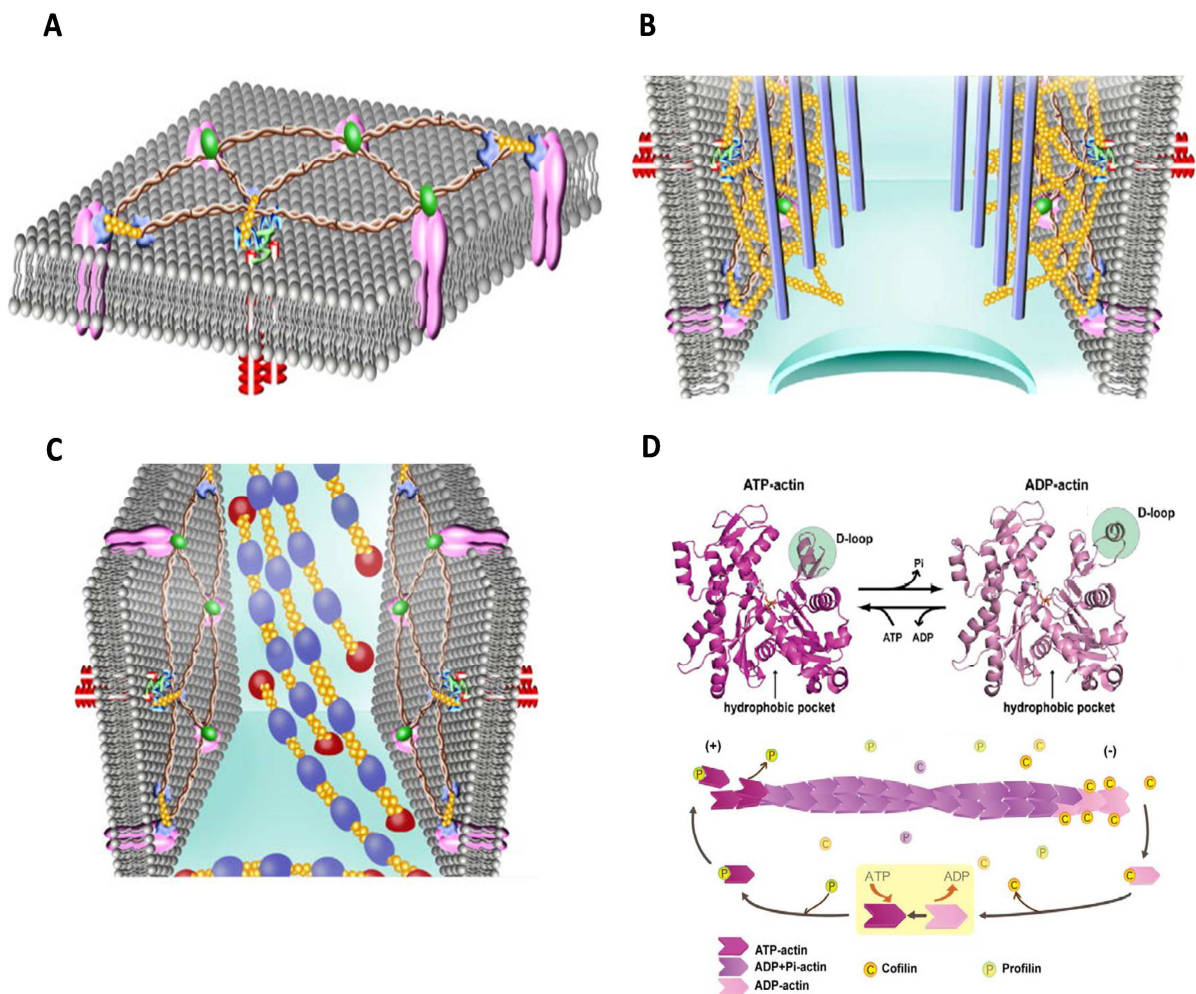 A
B
C
D
ATP•actin
ADP•actin
D-loop
D-loop
Pi
ATP
ADP
hydrophobic pocket
hydrophobic pocket
(+)
(-)
P
P
P
P
C
C
C
C
C
P
C
C
C
C
P
C
P
C
P
P
C
C
ATP
ADP
ATP-actin
ADP+Pi-actin
ADP-actin
C Cofilin
P Profilin